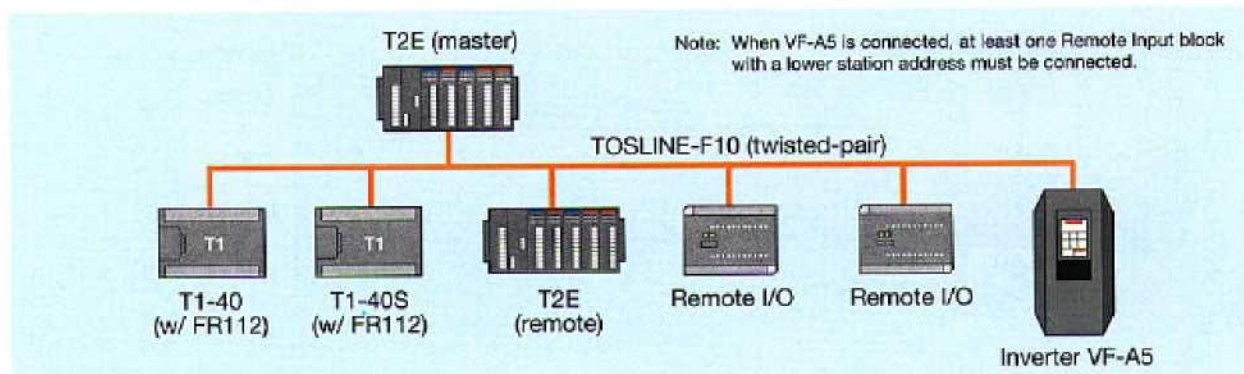 T2E (master)
Note: When VF-A5 is connected, at least one Remote Input block
with a lower station address must be connected.
TOSLINE-F10 (twisted-pair)
T1
T1
T1-40
(w/ FR112)
T1-40S
(w/ FR112)
T2E
(remote)
Remote I/O
Remote I/O
Inverter VF-A5